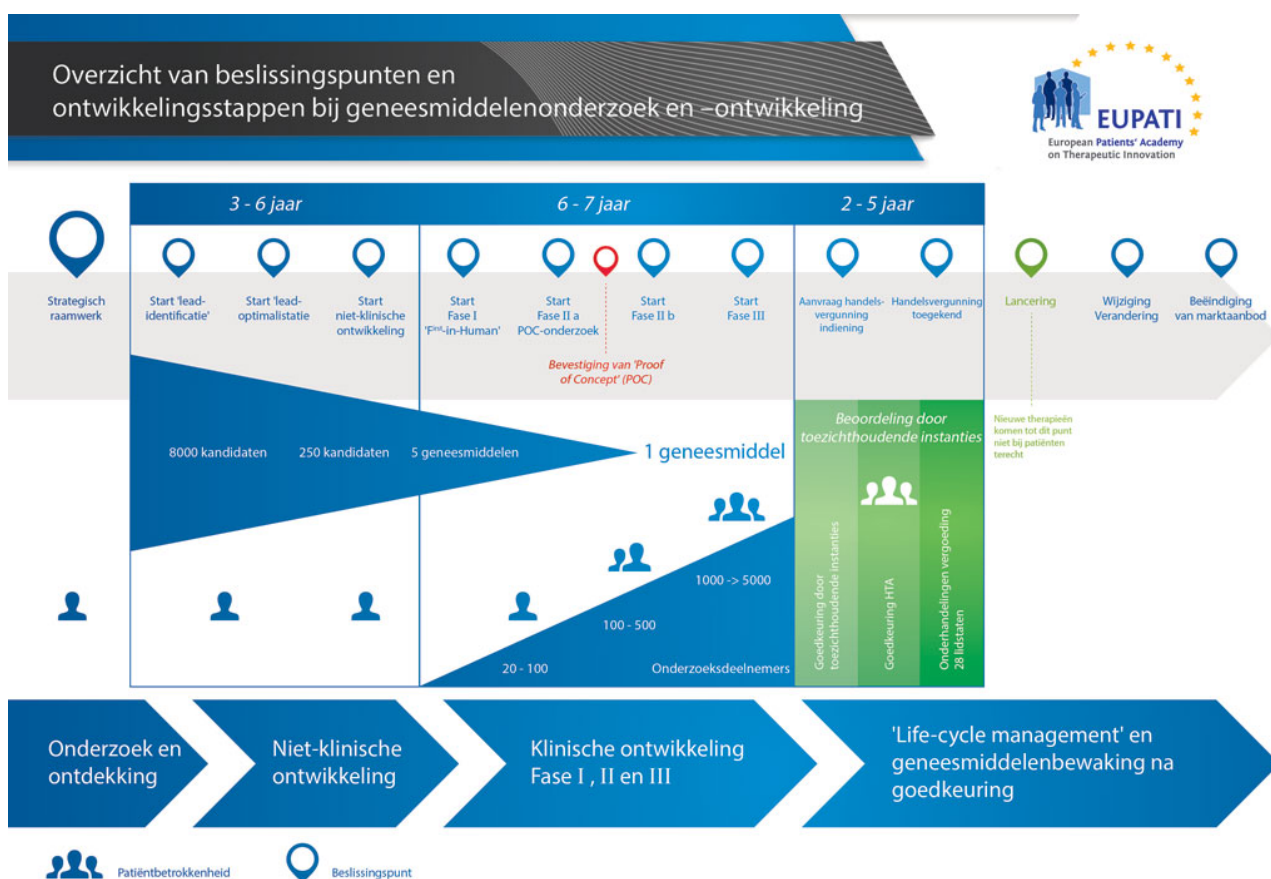 Overzicht van beslissingspunten en
ontwikkelingsstappen bij geneesmiddelenonderzoek en –ontwikkeling
EUPATI
European Patients' Academy
on Therapeutic Innovation
3 - 6 jaar
6 - 7 jaar
2 - 5 jaar
Strategisch
raamwerk
Start 'lead-
identificatie'
Start 'lead-
optimalistatie
Start
niet-klinische
ontwikkeling
Start
Fase I
'First-in-Human'
Start
Fase II a
POC-onderzoek
Start
Fase II b
Start
Fase III
Aanvraag handels-
vergunning
indiening
Handelsvergunning
toegekend
Lancering
Wijziging
Verandering
Beëindiging
van marktaanbod
Bevestiging van 'Proof
of Concept' (POC)
Beoordeling door
toezichthoudende instanties
Nieuwe therapieën
komen tot dit punt
niet bij patiënten
terecht
8000 kandidaten
250 kandidaten
5 geneesmiddelen
1 geneesmiddel
20 - 100
100 - 500
1000 -> 5000
Onderzoeksdeelnemers
Goedkeuring door
toezichthoudende instanties
Goedkeuring HTA
Onderhandelingen vergoeding
28 lidstaten
Onderzoek en
ontdekking
Niet-klinische
ontwikkeling
Klinische ontwikkeling
Fase I , II en III
'Life-cycle management' en
geneesmiddelenbewaking na
goedkeuring
Patiëntbetrokkenheid
Beslissingspunt